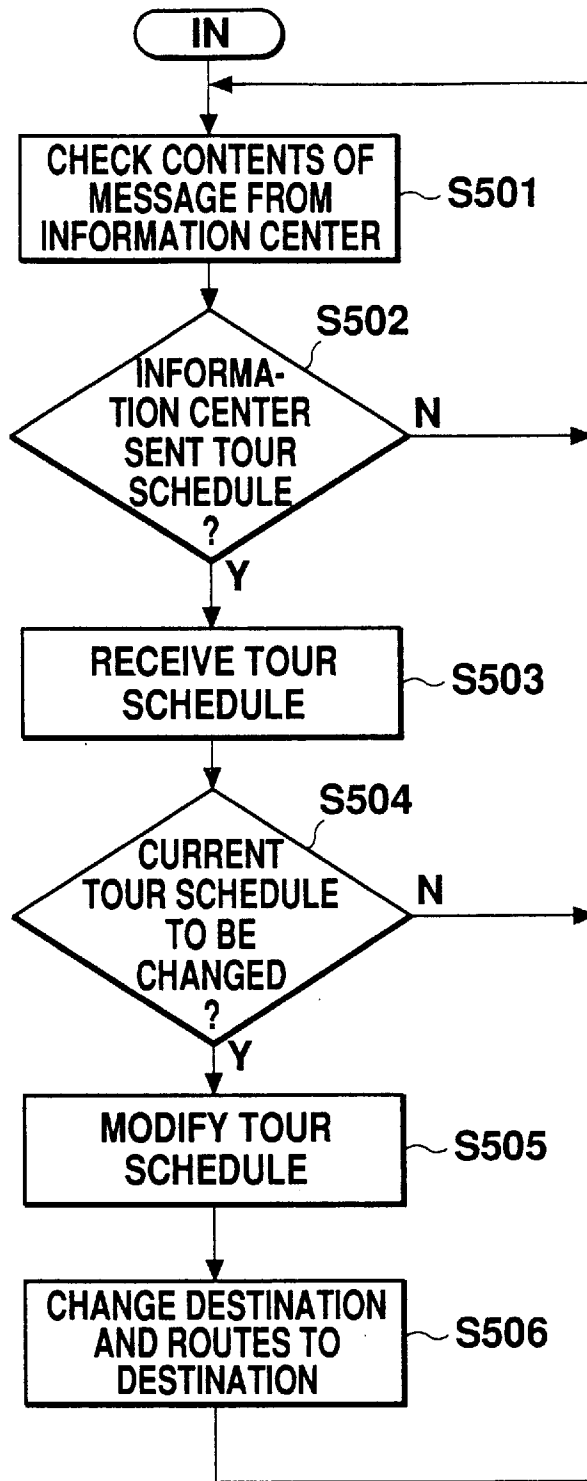 IN
CHECK CONTENTS OF
MESSAGE FROM
INFORMATION CENTER
S501
S502
INFORMA-
TION CENTER
SENT TOUR
SCHEDULE
?
N
Y
RECEIVE TOUR
SCHEDULE
S503
S504
CURRENT
TOUR SCHEDULE
TO BE
CHANGED
?
N
Y
MODIFY TOUR
SCHEDULE
S505
CHANGE DESTINATION
AND ROUTES TO
DESTINATION
S506